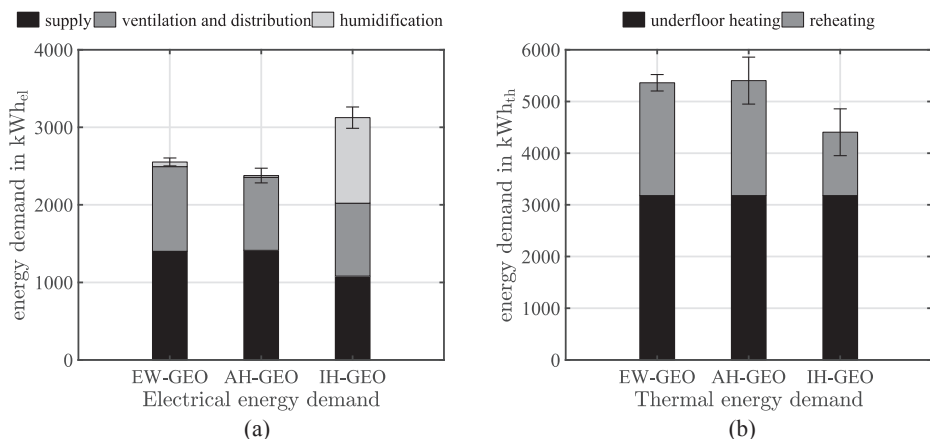 supply ventilation and distribution humidification
4000
3000
2000
1000
0
energy demand in kWh_el
EW-GEO AH-GEO IH-GEO
Electrical energy demand
(a)
underfloor heating reheating
6000
5000
4000
3000
2000
1000
0
energy demand in kWh_th
EW-GEO AH-GEO IH-GEO
Thermal energy demand
(b)